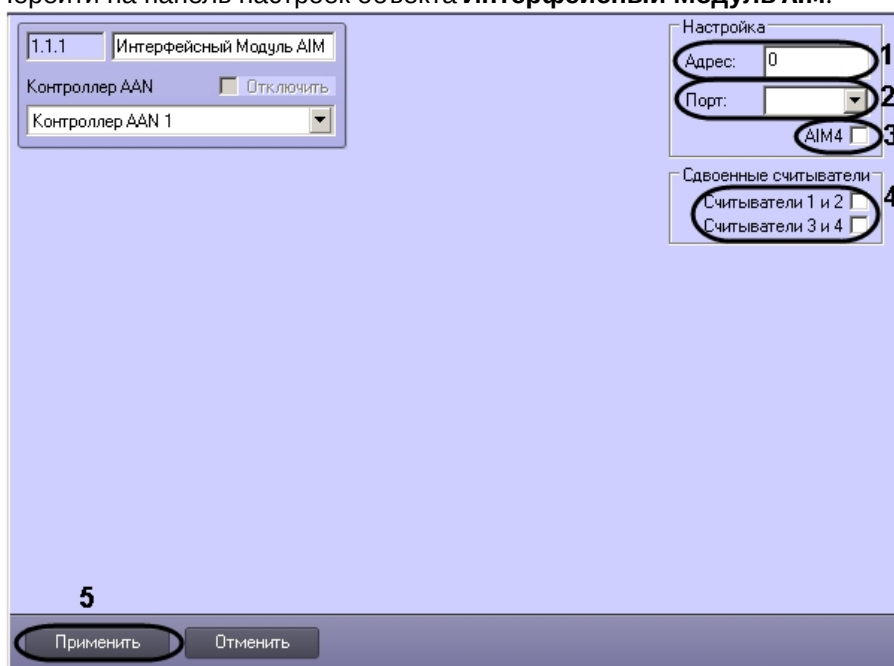 перейти на панель настроек объекта Интерфейсный Модуль AIM.
1.1.1 Интерфейсный Модуль AIM
Контроллер AAN Отключить
Контроллер AAN 1
Настройка
Адрес: 0 1
Порт: 2
AIM4 3
Сдвоенные считыватели
Считыватели 1 и 2 4
Считыватели 3 и 4
5
Применить Отменить